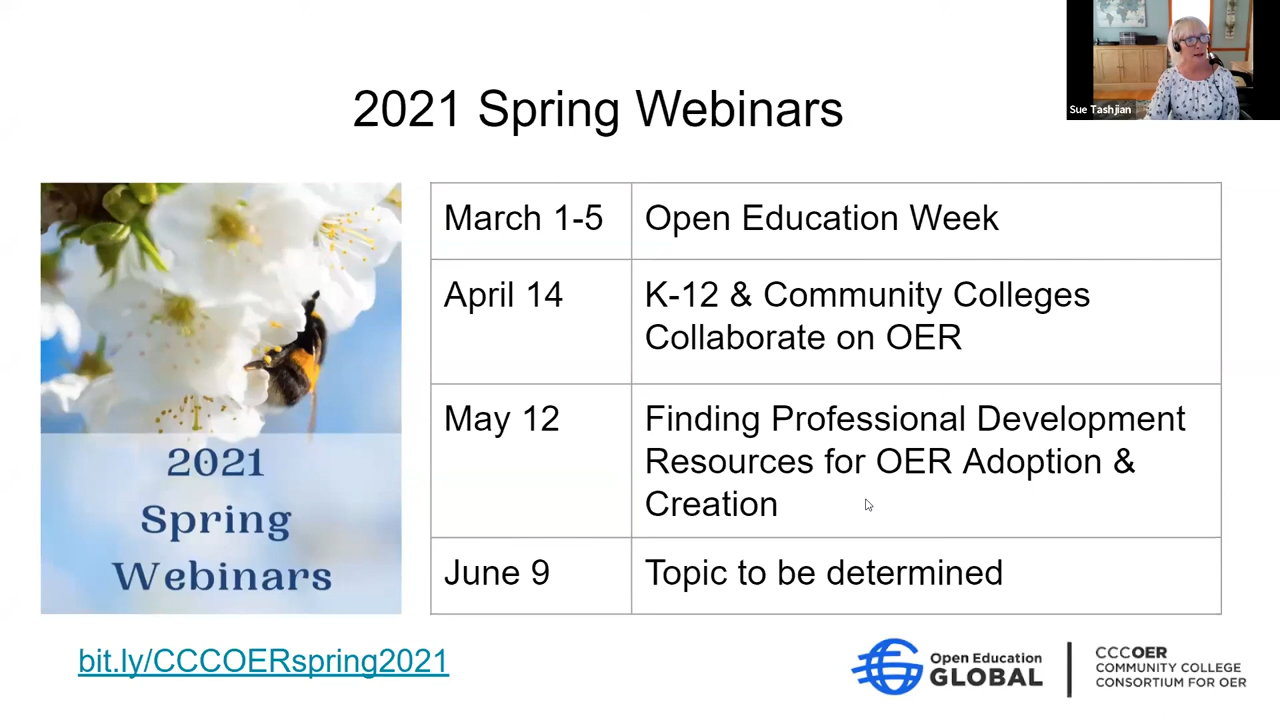 2021 Spring Webinars
Sue Tashjian
March 1-5
Open Education Week
April 14
K-12 & Community Colleges
Collaborate on OER
May 12
Finding Professional Development
Resources for OER Adoption &
Creation
June 9
Topic to be determined
2021
Spring
Webinars
bit.ly/CCCOERspring2021
Open Education
GLOBAL
CCCOER
COMMUNITY COLLEGE
CONSORTIUM FOR OER